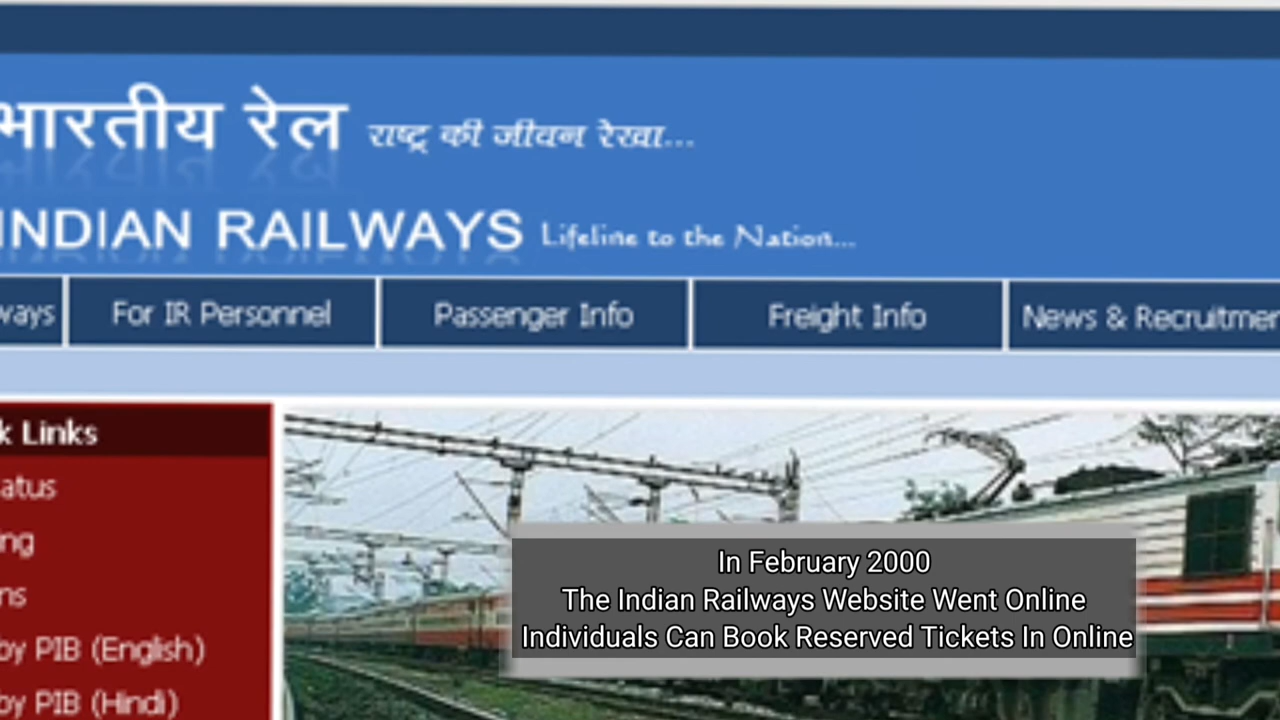 भारतीय रेल राष्ट्र की जीवन रेखा...
INDIAN RAILWAYS Lifeline to the Nation...
ways
For IR Personnel
Passenger Info
Freight Info
News & Recruitmen
k Links
atus
ng
ns
by PIB (English)
by PIB (Hindi)
In February 2000
The Indian Railways Website Went Online
Individuals Can Book Reserved Tickets In Online